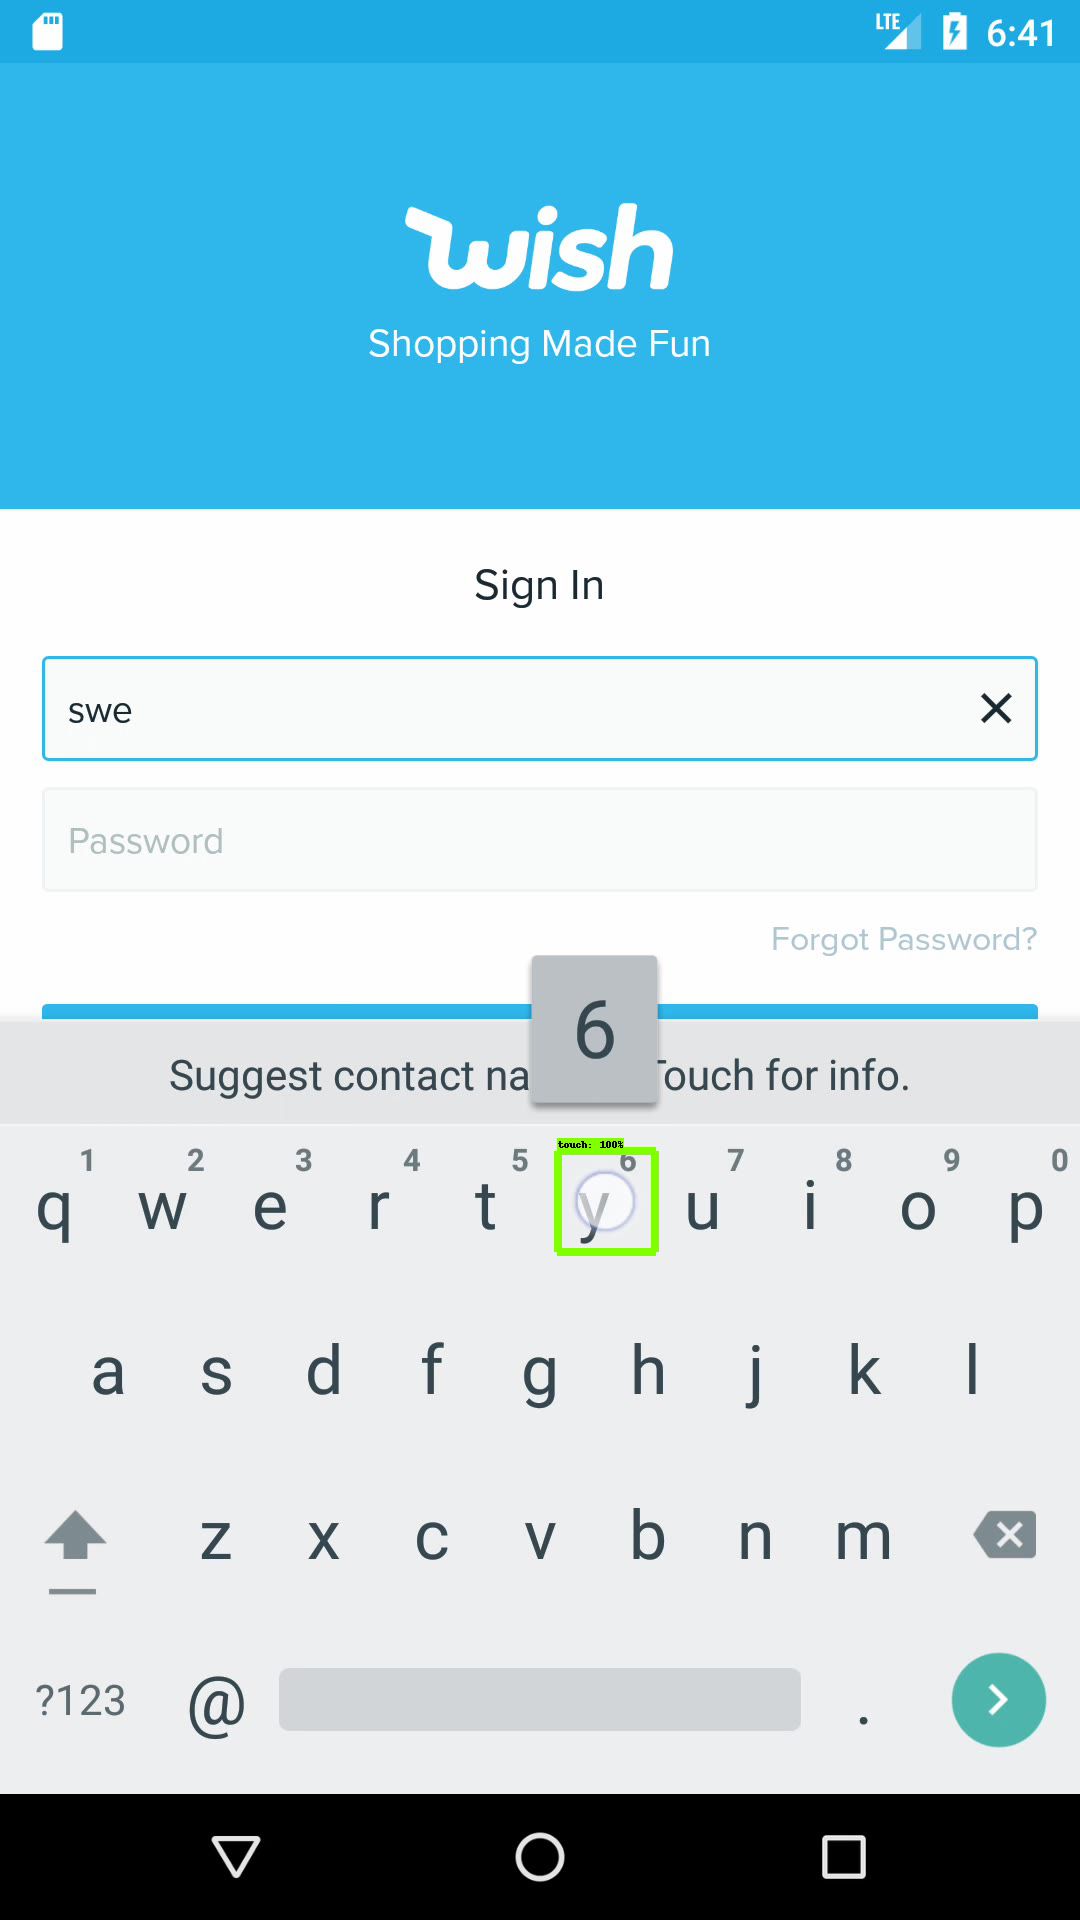 LTE 6:41
wish
Shopping Made Fun
Sign In
swe
Password
Forgot Password?
6
Suggest contact na Touch for info.
touch: 100%
1 2 3 4 5 6 7 8 9 0
q w e r t y u i o p
a s d f g h j k l
z x c v b n m
?123 @ .